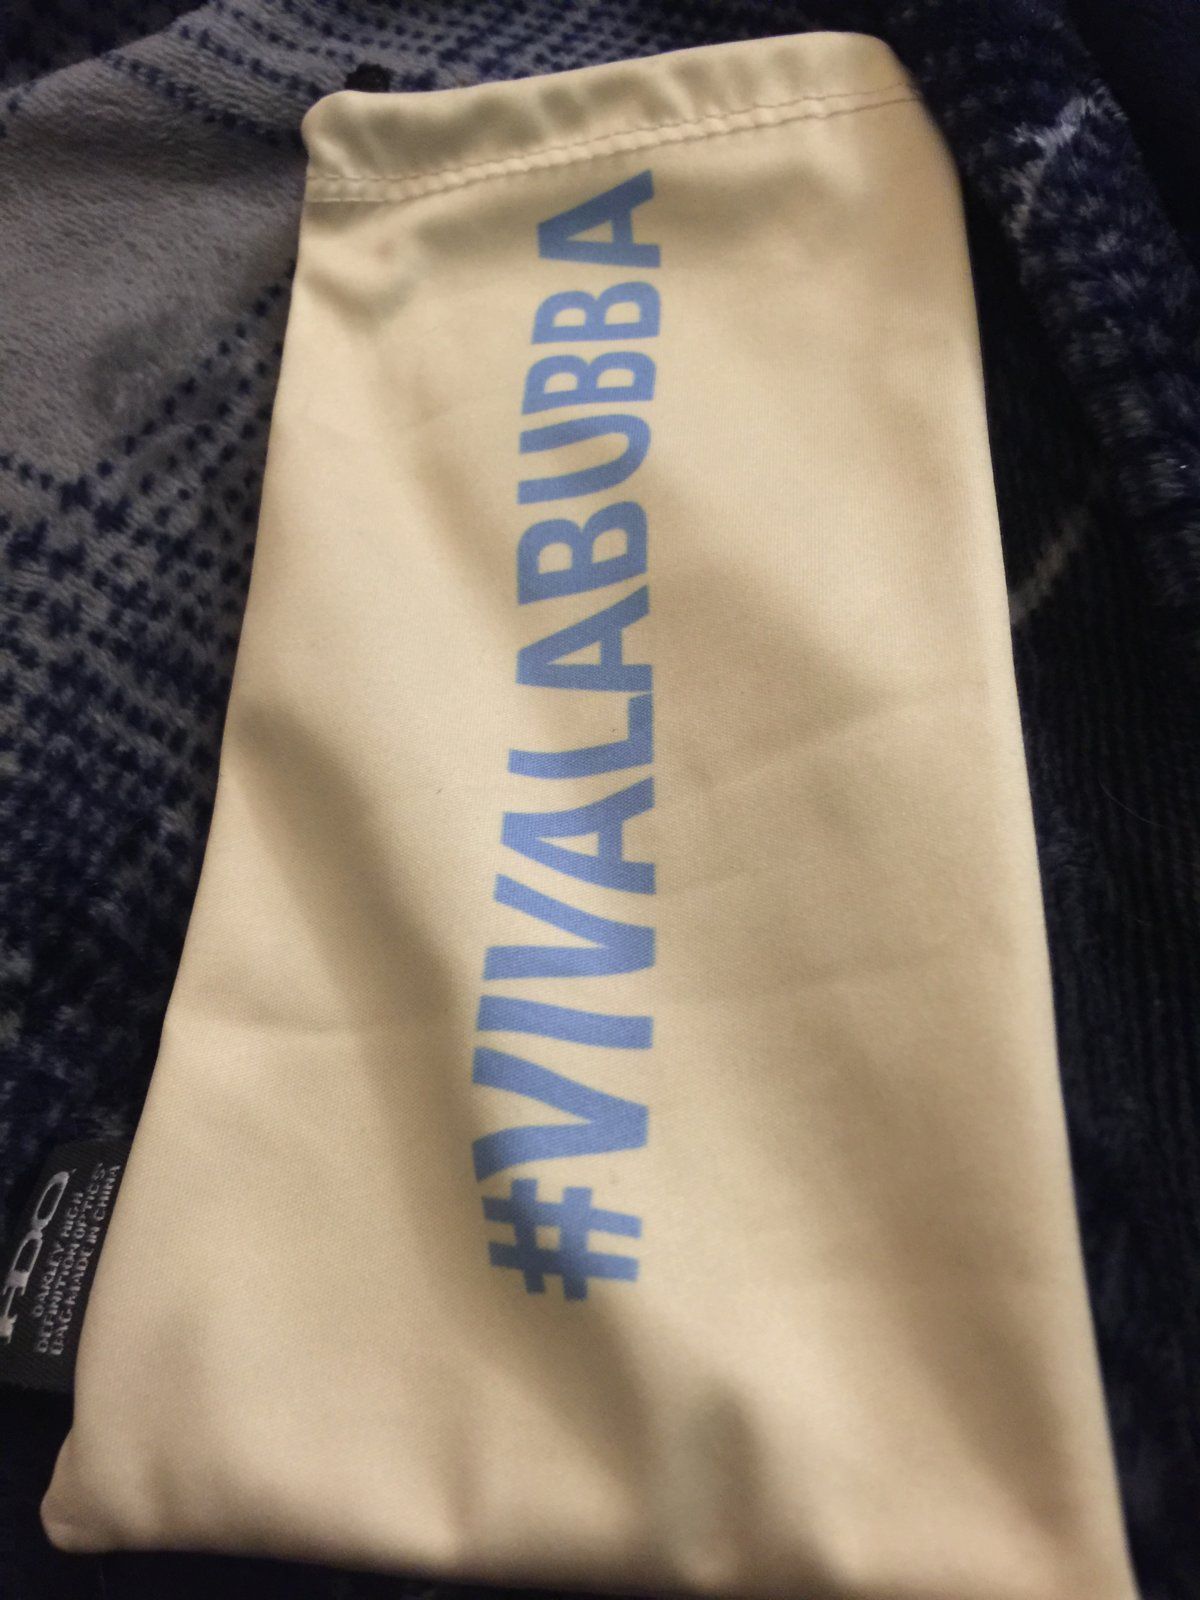 #VIVALABUBBA
HDO
OAKLEY HIGH
DEFINITION OPTICS
BAG MADE IN CHINA